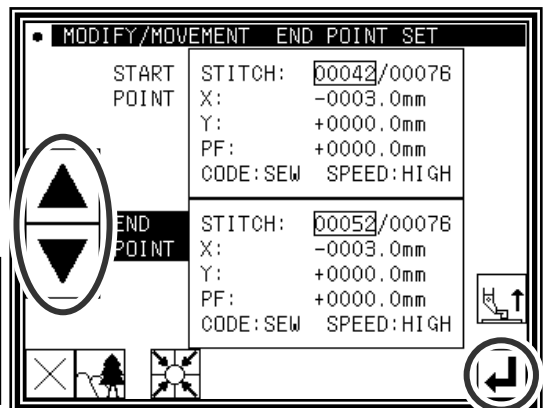 MODIFY/MOVEMENT END POINT SET
START POINT
STITCH: 00042/00076
X: -0003.0mm
Y: +0000.0mm
PF: +0000.0mm
CODE:SEW SPEED:HIGH
END POINT
STITCH: 00052/00076
X: -0003.0mm
Y: +0000.0mm
PF: +0000.0mm
CODE:SEW SPEED:HIGH